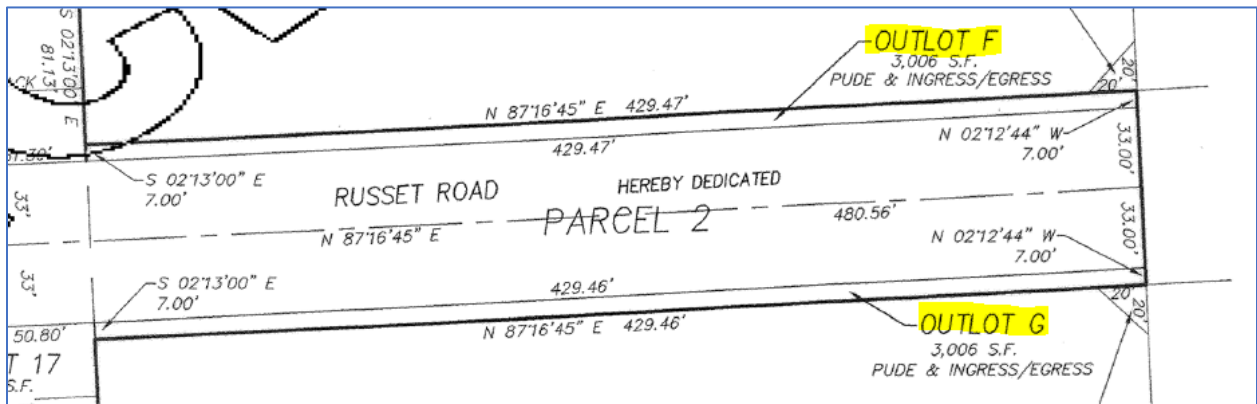 S 02°13'00" E
81.13'
CK
OUTLOT F
3,006 S.F.
PUDE & INGRESS/EGRESS
20'
20'
N 87°16'45" E 429.47'
429.47'
N 02°12'44" W
7.00'
33.00'
S 02°13'00" E
7.00'
33'
RUSSET ROAD
HEREBY DEDICATED
PARCEL 2
480.56'
N 87°16'45" E
33.00'
N 02°12'44" W
7.00'
33'
S 02°13'00" E
7.00'
429.46'
N 87°16'45" E 429.46'
20'
20'
50.80'
OUTLOT G
3,006 S.F.
PUDE & INGRESS/EGRESS
T 17
S.F.